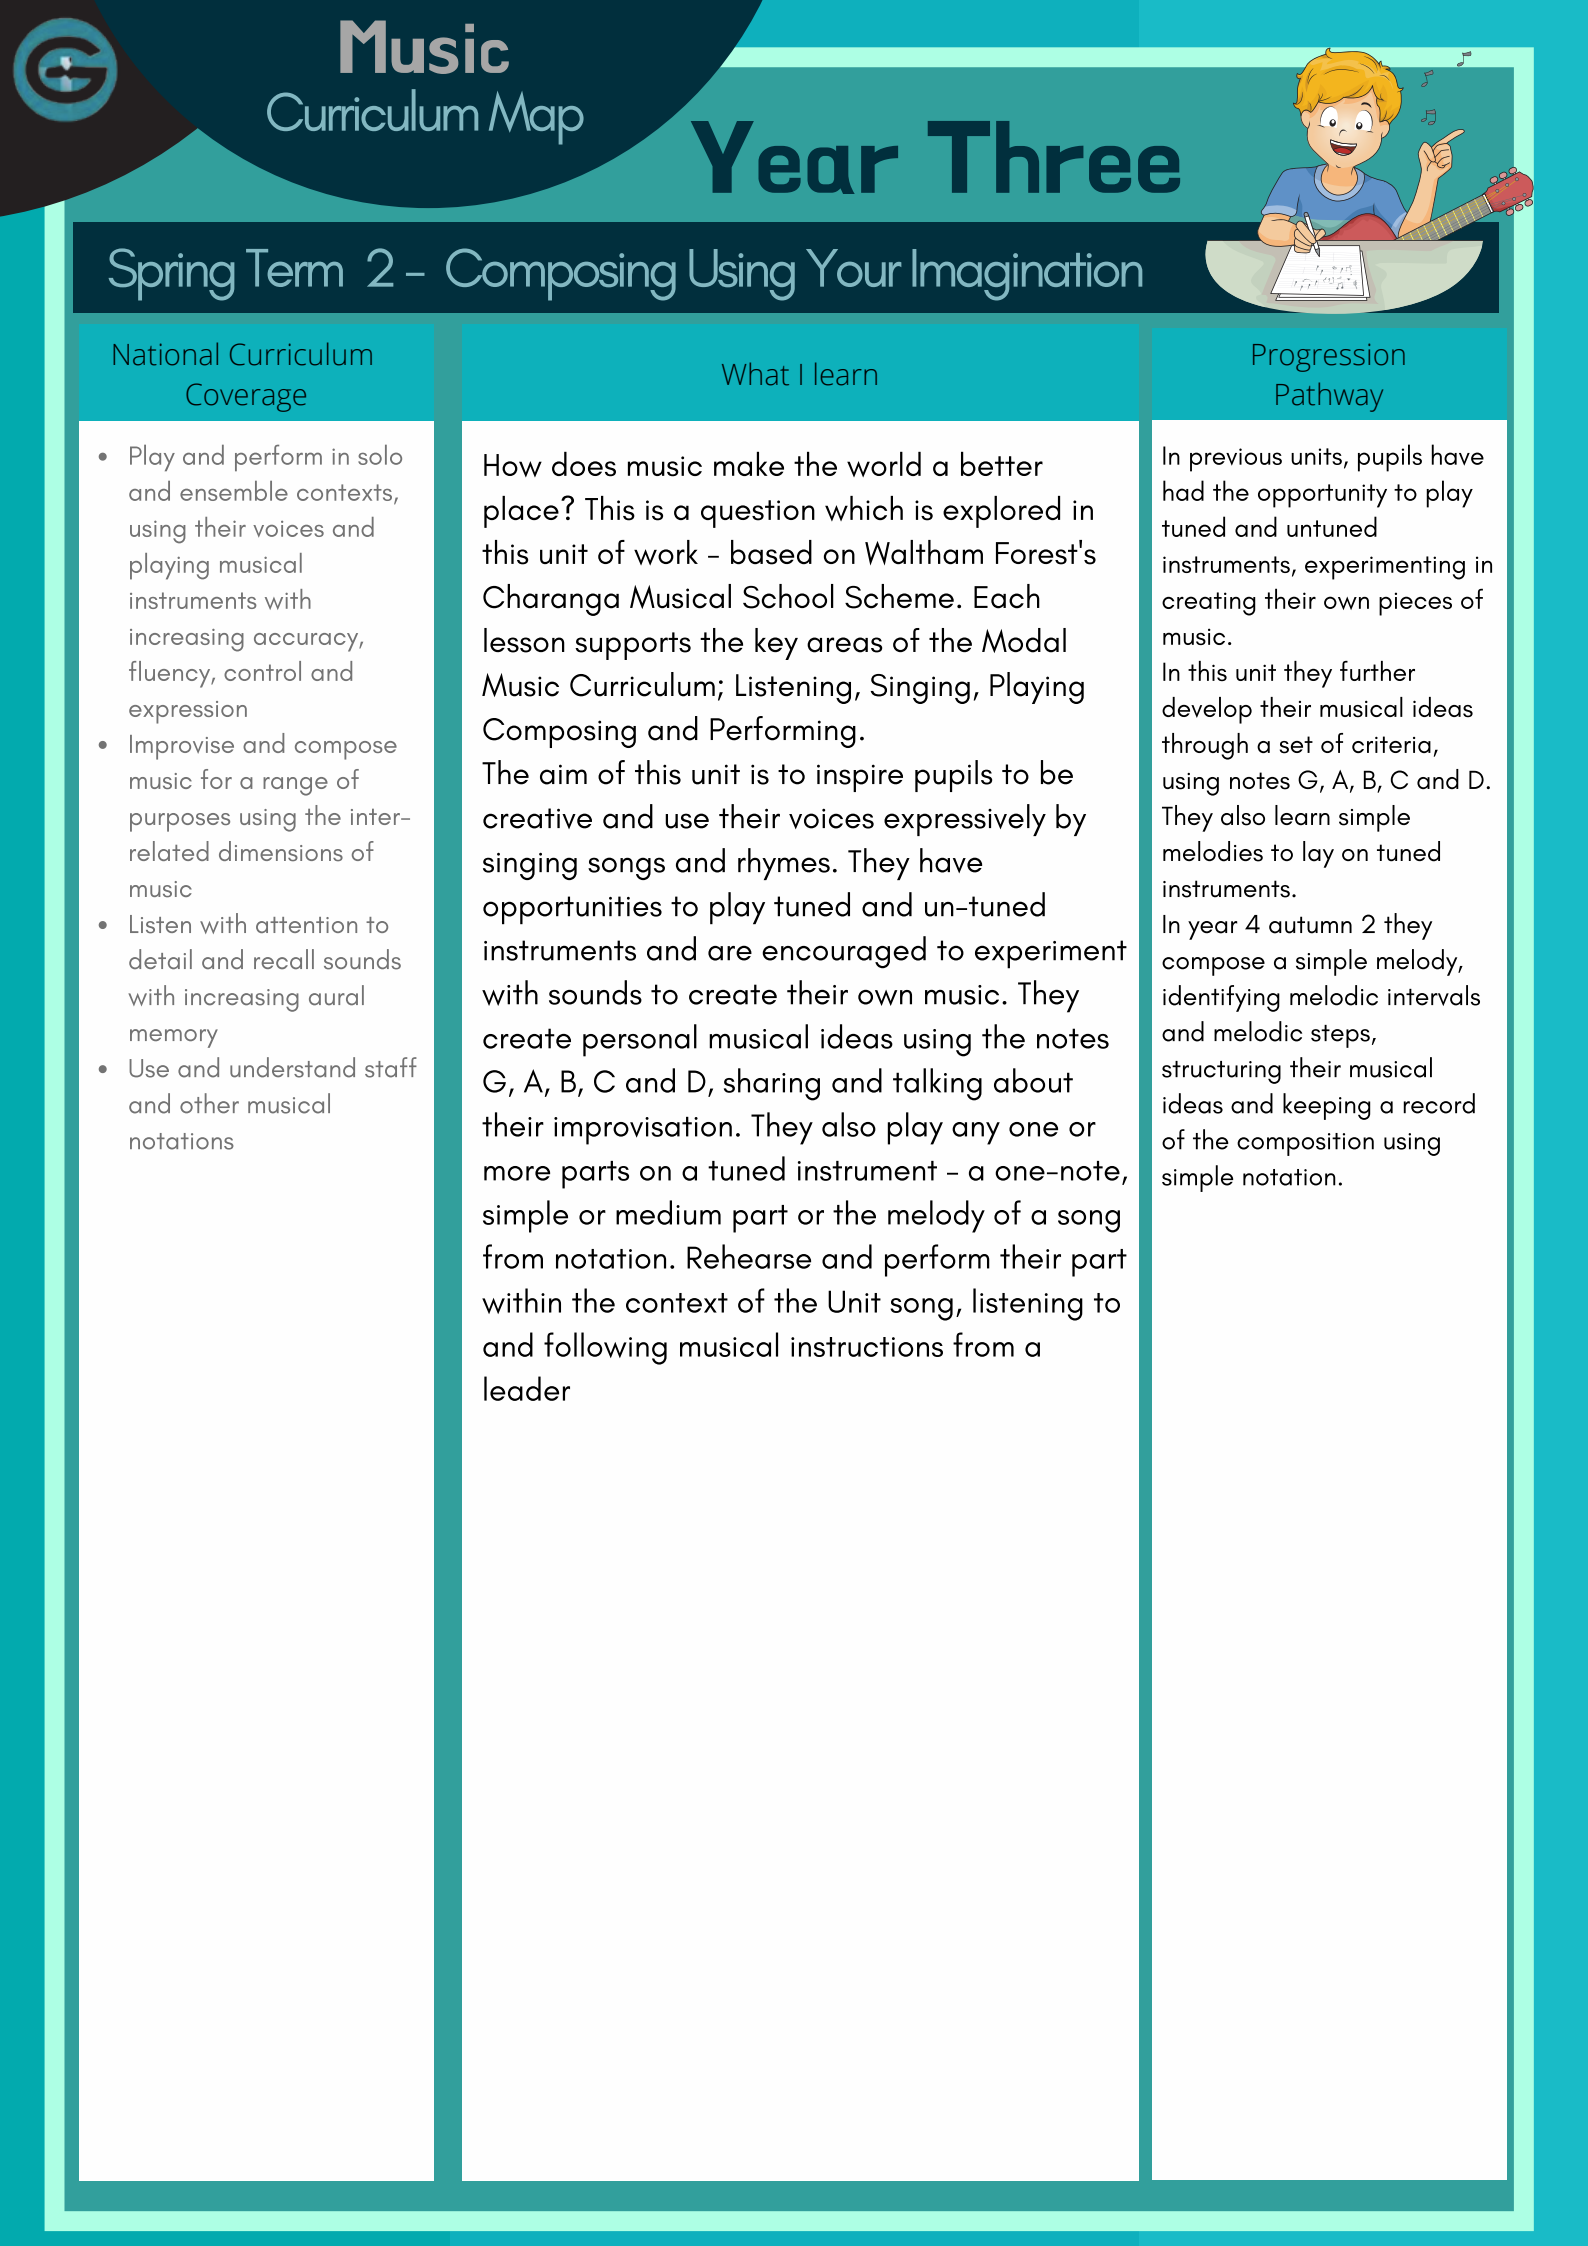 Music
Curriculum Map
Year Three
Spring Term 2 - Composing Using Your Imagination
National Curriculum
Coverage
• Play and perform in solo
and ensemble contexts,
using their voices and
playing musical
instruments with
increasing accuracy,
fluency, control and
expression
• Improvise and compose
music for a range of
purposes using the inter-
related dimensions of
music
• Listen with attention to
detail and recall sounds
with increasing aural
memory
• Use and understand staff
and other musical
notations
What I learn
How does music make the world a better
place? This is a question which is explored in
this unit of work - based on Waltham Forest's
Charanga Musical School Scheme. Each
lesson supports the key areas of the Modal
Music Curriculum; Listening, Singing, Playing
Composing and Performing.
The aim of this unit is to inspire pupils to be
creative and use their voices expressively by
singing songs and rhymes. They have
opportunities to play tuned and un-tuned
instruments and are encouraged to experiment
with sounds to create their own music. They
create personal musical ideas using the notes
G, A, B, C and D, sharing and talking about
their improvisation. They also play any one or
more parts on a tuned instrument - a one-note,
simple or medium part or the melody of a song
from notation. Rehearse and perform their part
within the context of the Unit song, listening to
and following musical instructions from a
leader
Progression
Pathway
In previous units, pupils have
had the opportunity to play
tuned and untuned
instruments, experimenting in
creating their own pieces of
music.
In this unit they further
develop their musical ideas
through a set of criteria,
using notes G, A, B, C and D.
They also learn simple
melodies to lay on tuned
instruments.
In year 4 autumn 2 they
compose a simple melody,
identifying melodic intervals
and melodic steps,
structuring their musical
ideas and keeping a record
of the composition using
simple notation.